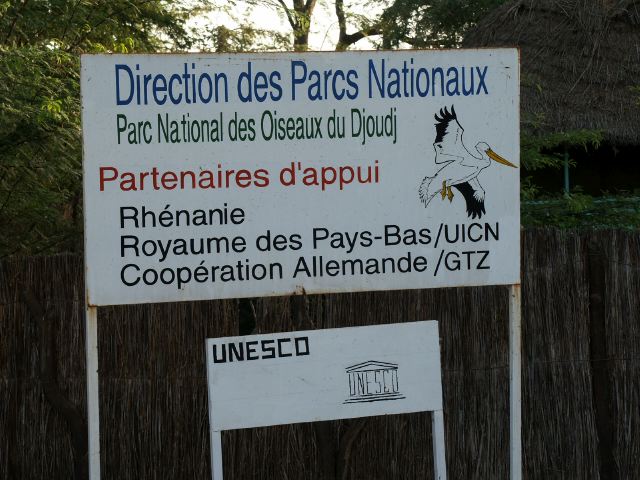 Direction des Parcs Nationaux
Parc National des Oiseaux du Djoudj
Partenaires d'appui
Rhénanie
Royaume des Pays-Bas/UICN
Coopération Allemande/GTZ
UNESCO
UNESCO